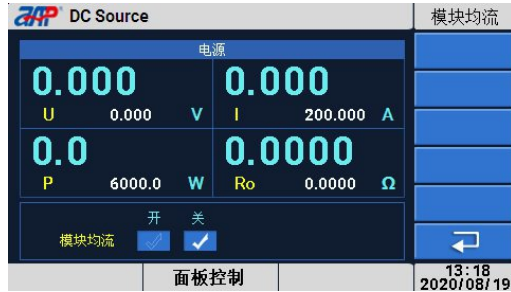 AAP DC Source
模块均流
电源
0.000 0.000
U 0.000 V I 200.000 A
0.0 0.0000
P 6000.0 W Ro 0.0000 Ω
开 关
模块均流
面板控制
13:18
2020/08/19